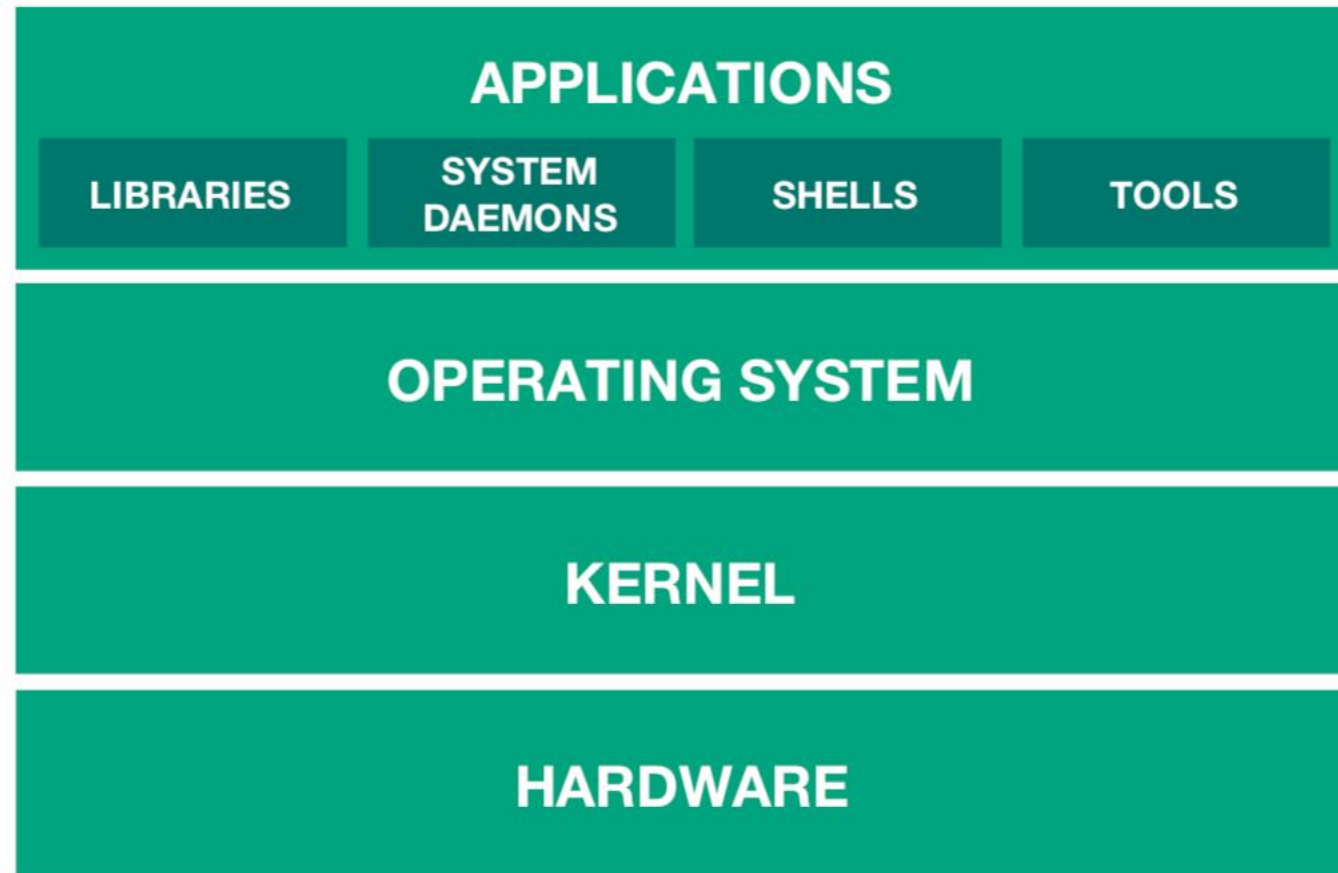 APPLICATIONS
LIBRARIES
SYSTEM
DAEMONS
SHELLS
TOOLS
OPERATING SYSTEM
KERNEL
HARDWARE